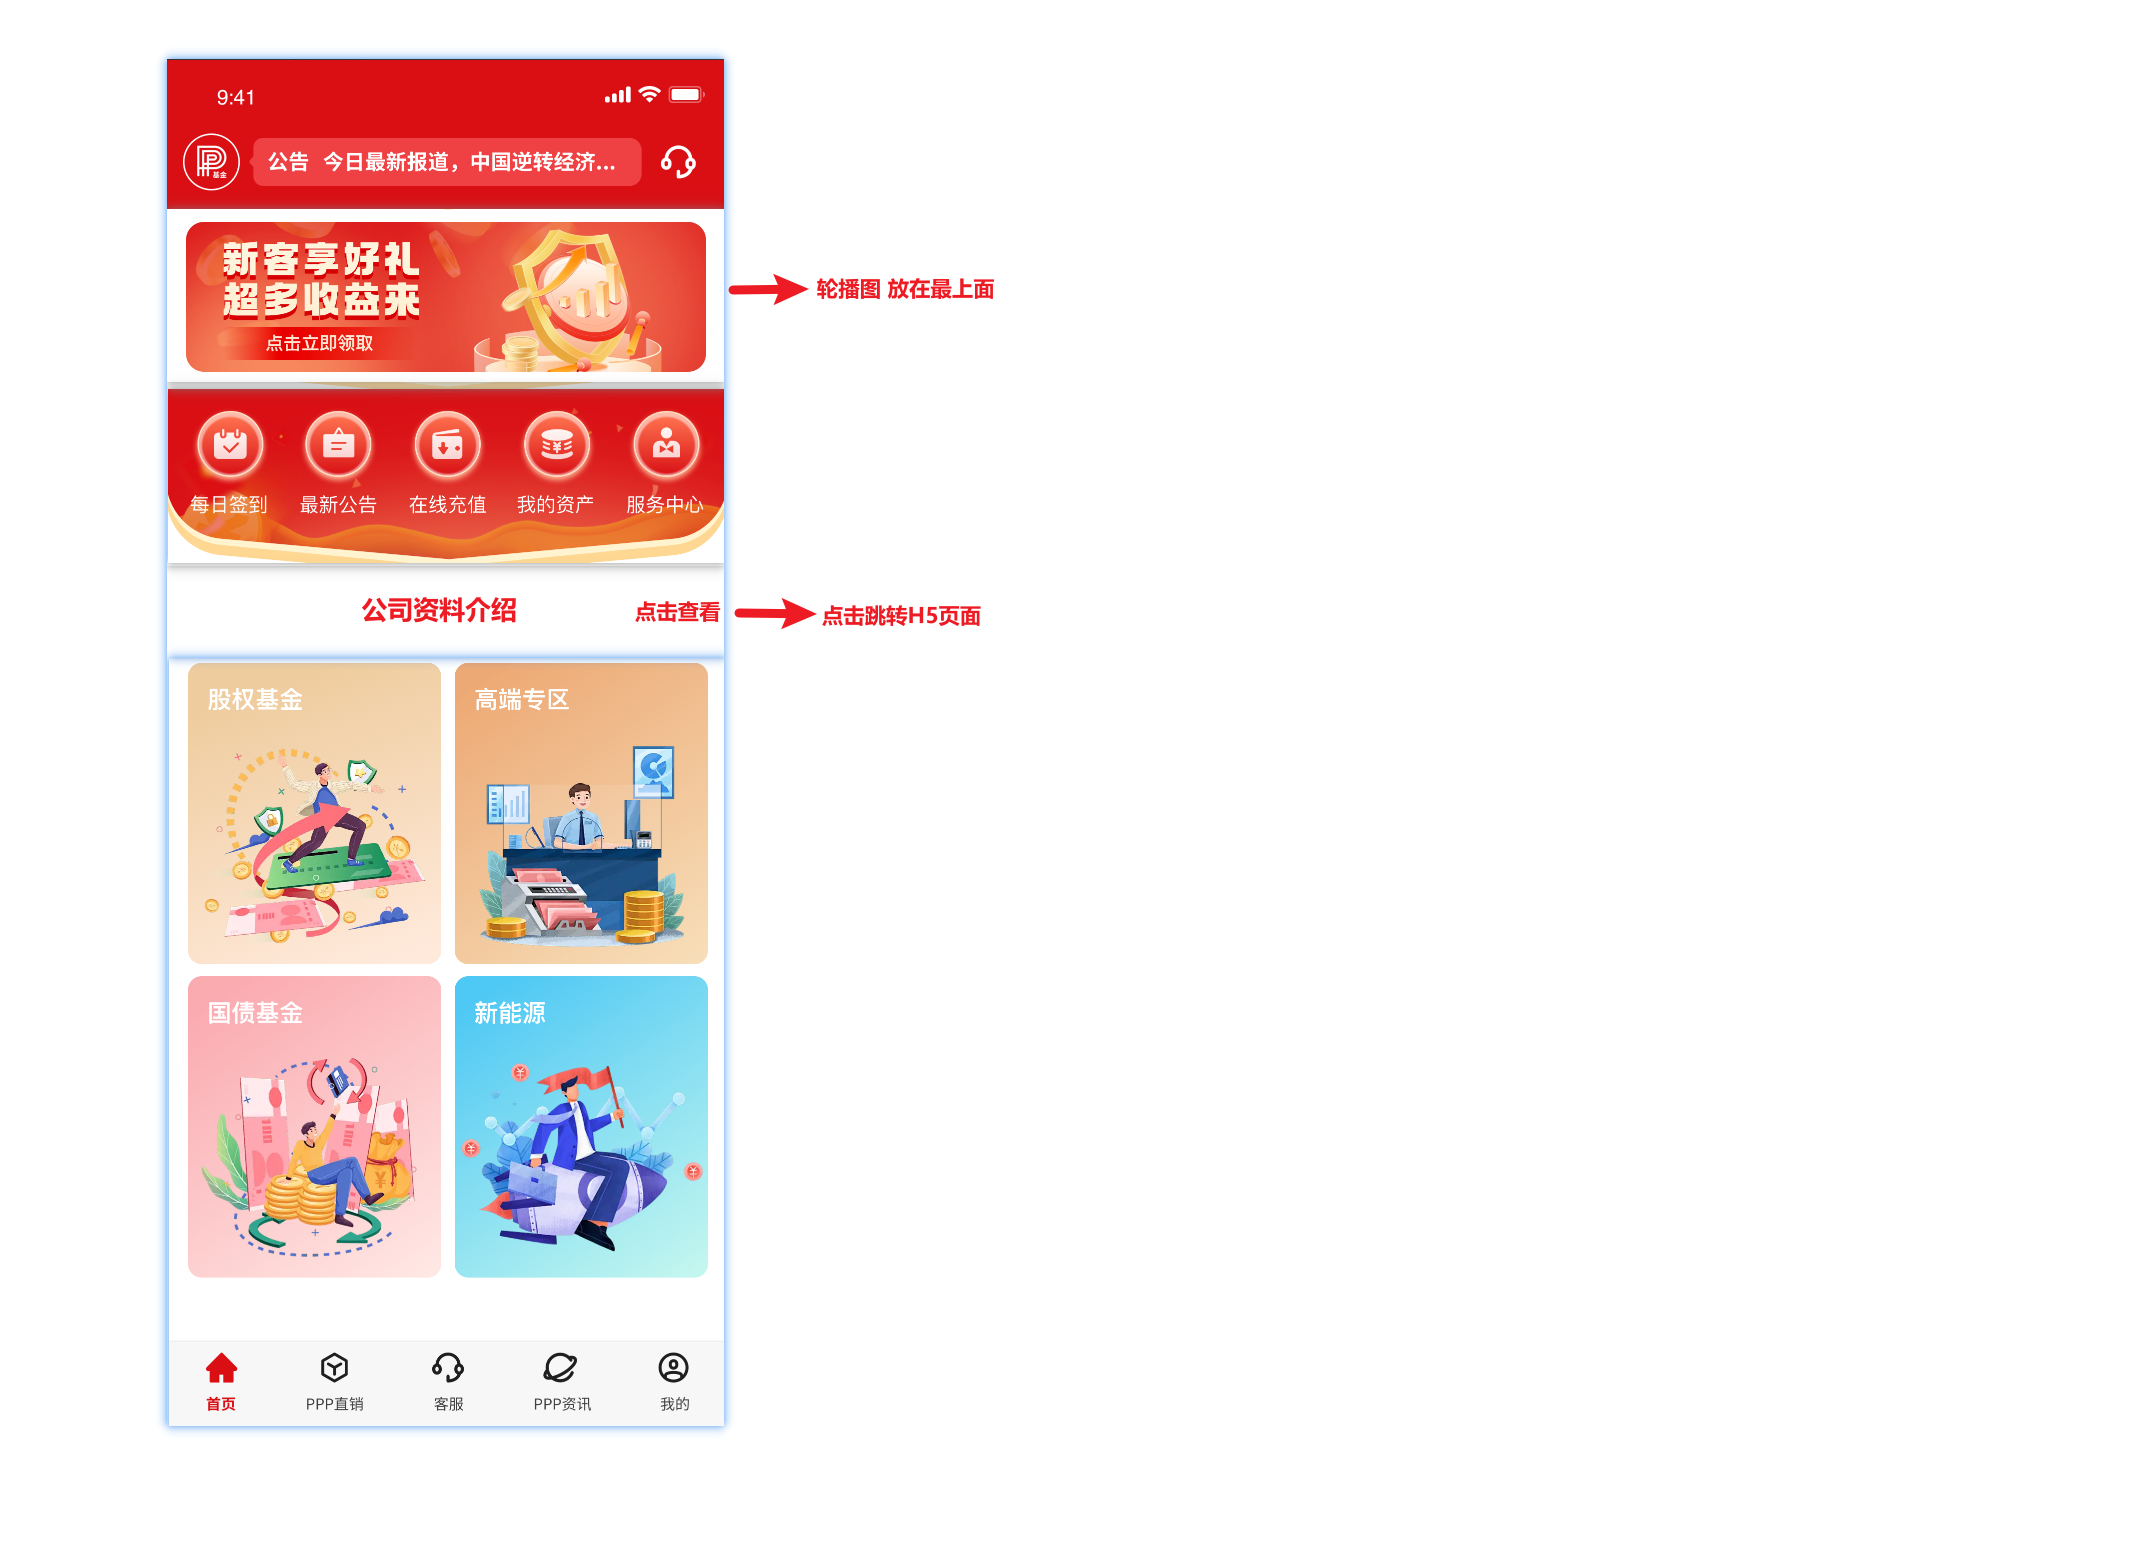 9:41
基金
公告 今日最新报道，中国逆转经济...
新客享好礼
超多收益来
点击立即领取
轮播图 放在最上面
每日签到 最新公告 在线充值 我的资产 服务中心
公司资料介绍 点击查看 点击跳转H5页面
股权基金 高端专区
国债基金 新能源
首页 PPP直销 客服 PPP资讯 我的